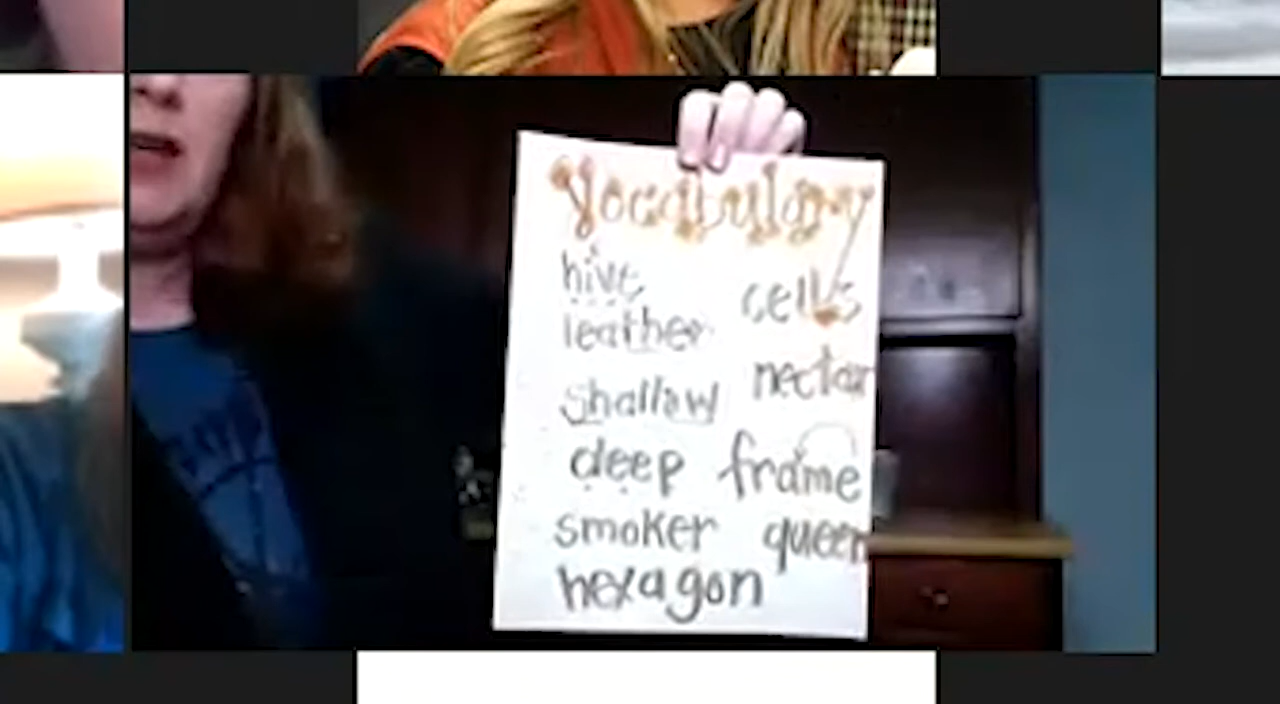 Vocabulary
hive
cells
leather
nectar
shallow
deep
frame
smoker
queen
hexagon